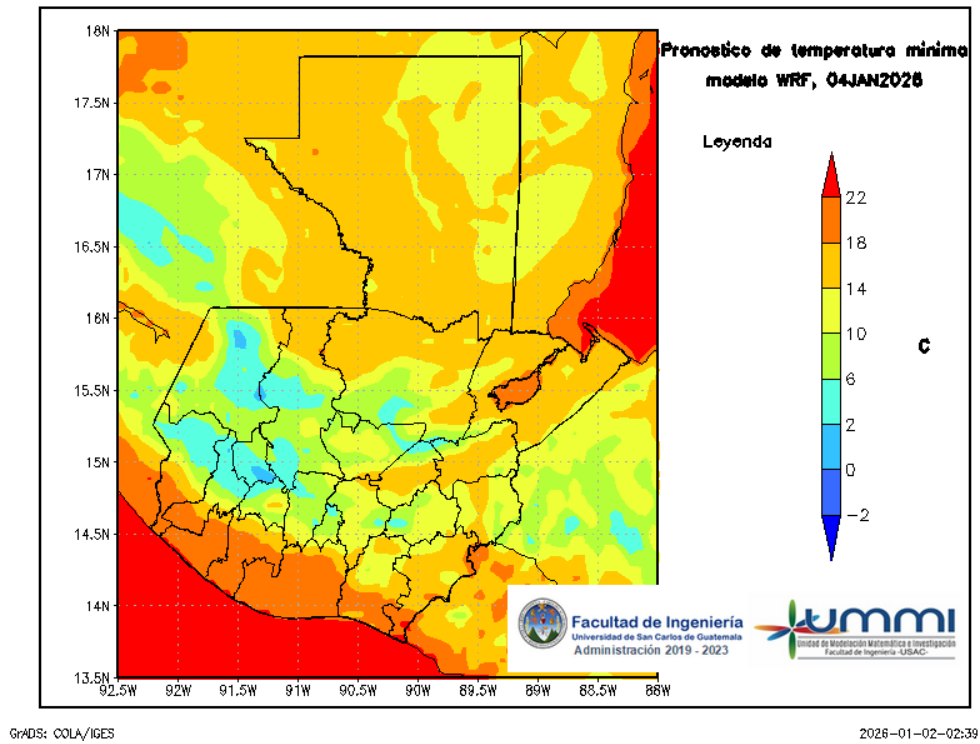 Pronostico de temperatura minima
modelo WRF, 04JAN2026
Leyenda
22
18
14
10
6
2
0
-2
C
18N
17.5N
17N
16.5N
16N
15.5N
15N
14.5N
14N
13.5N
92.5W 92W 91.5W 91W 90.5W 90W 89.5W 89W 88.5W 88W
Facultad de Ingeniería
Universidad de San Carlos de Guatemala
Administración 2019 - 2023
ummi
Unidad de Modelación Matemática e Investigación
Facultad de Ingeniería -USAC-
GrADS: COLA/IGES
2026-01-02-02:39